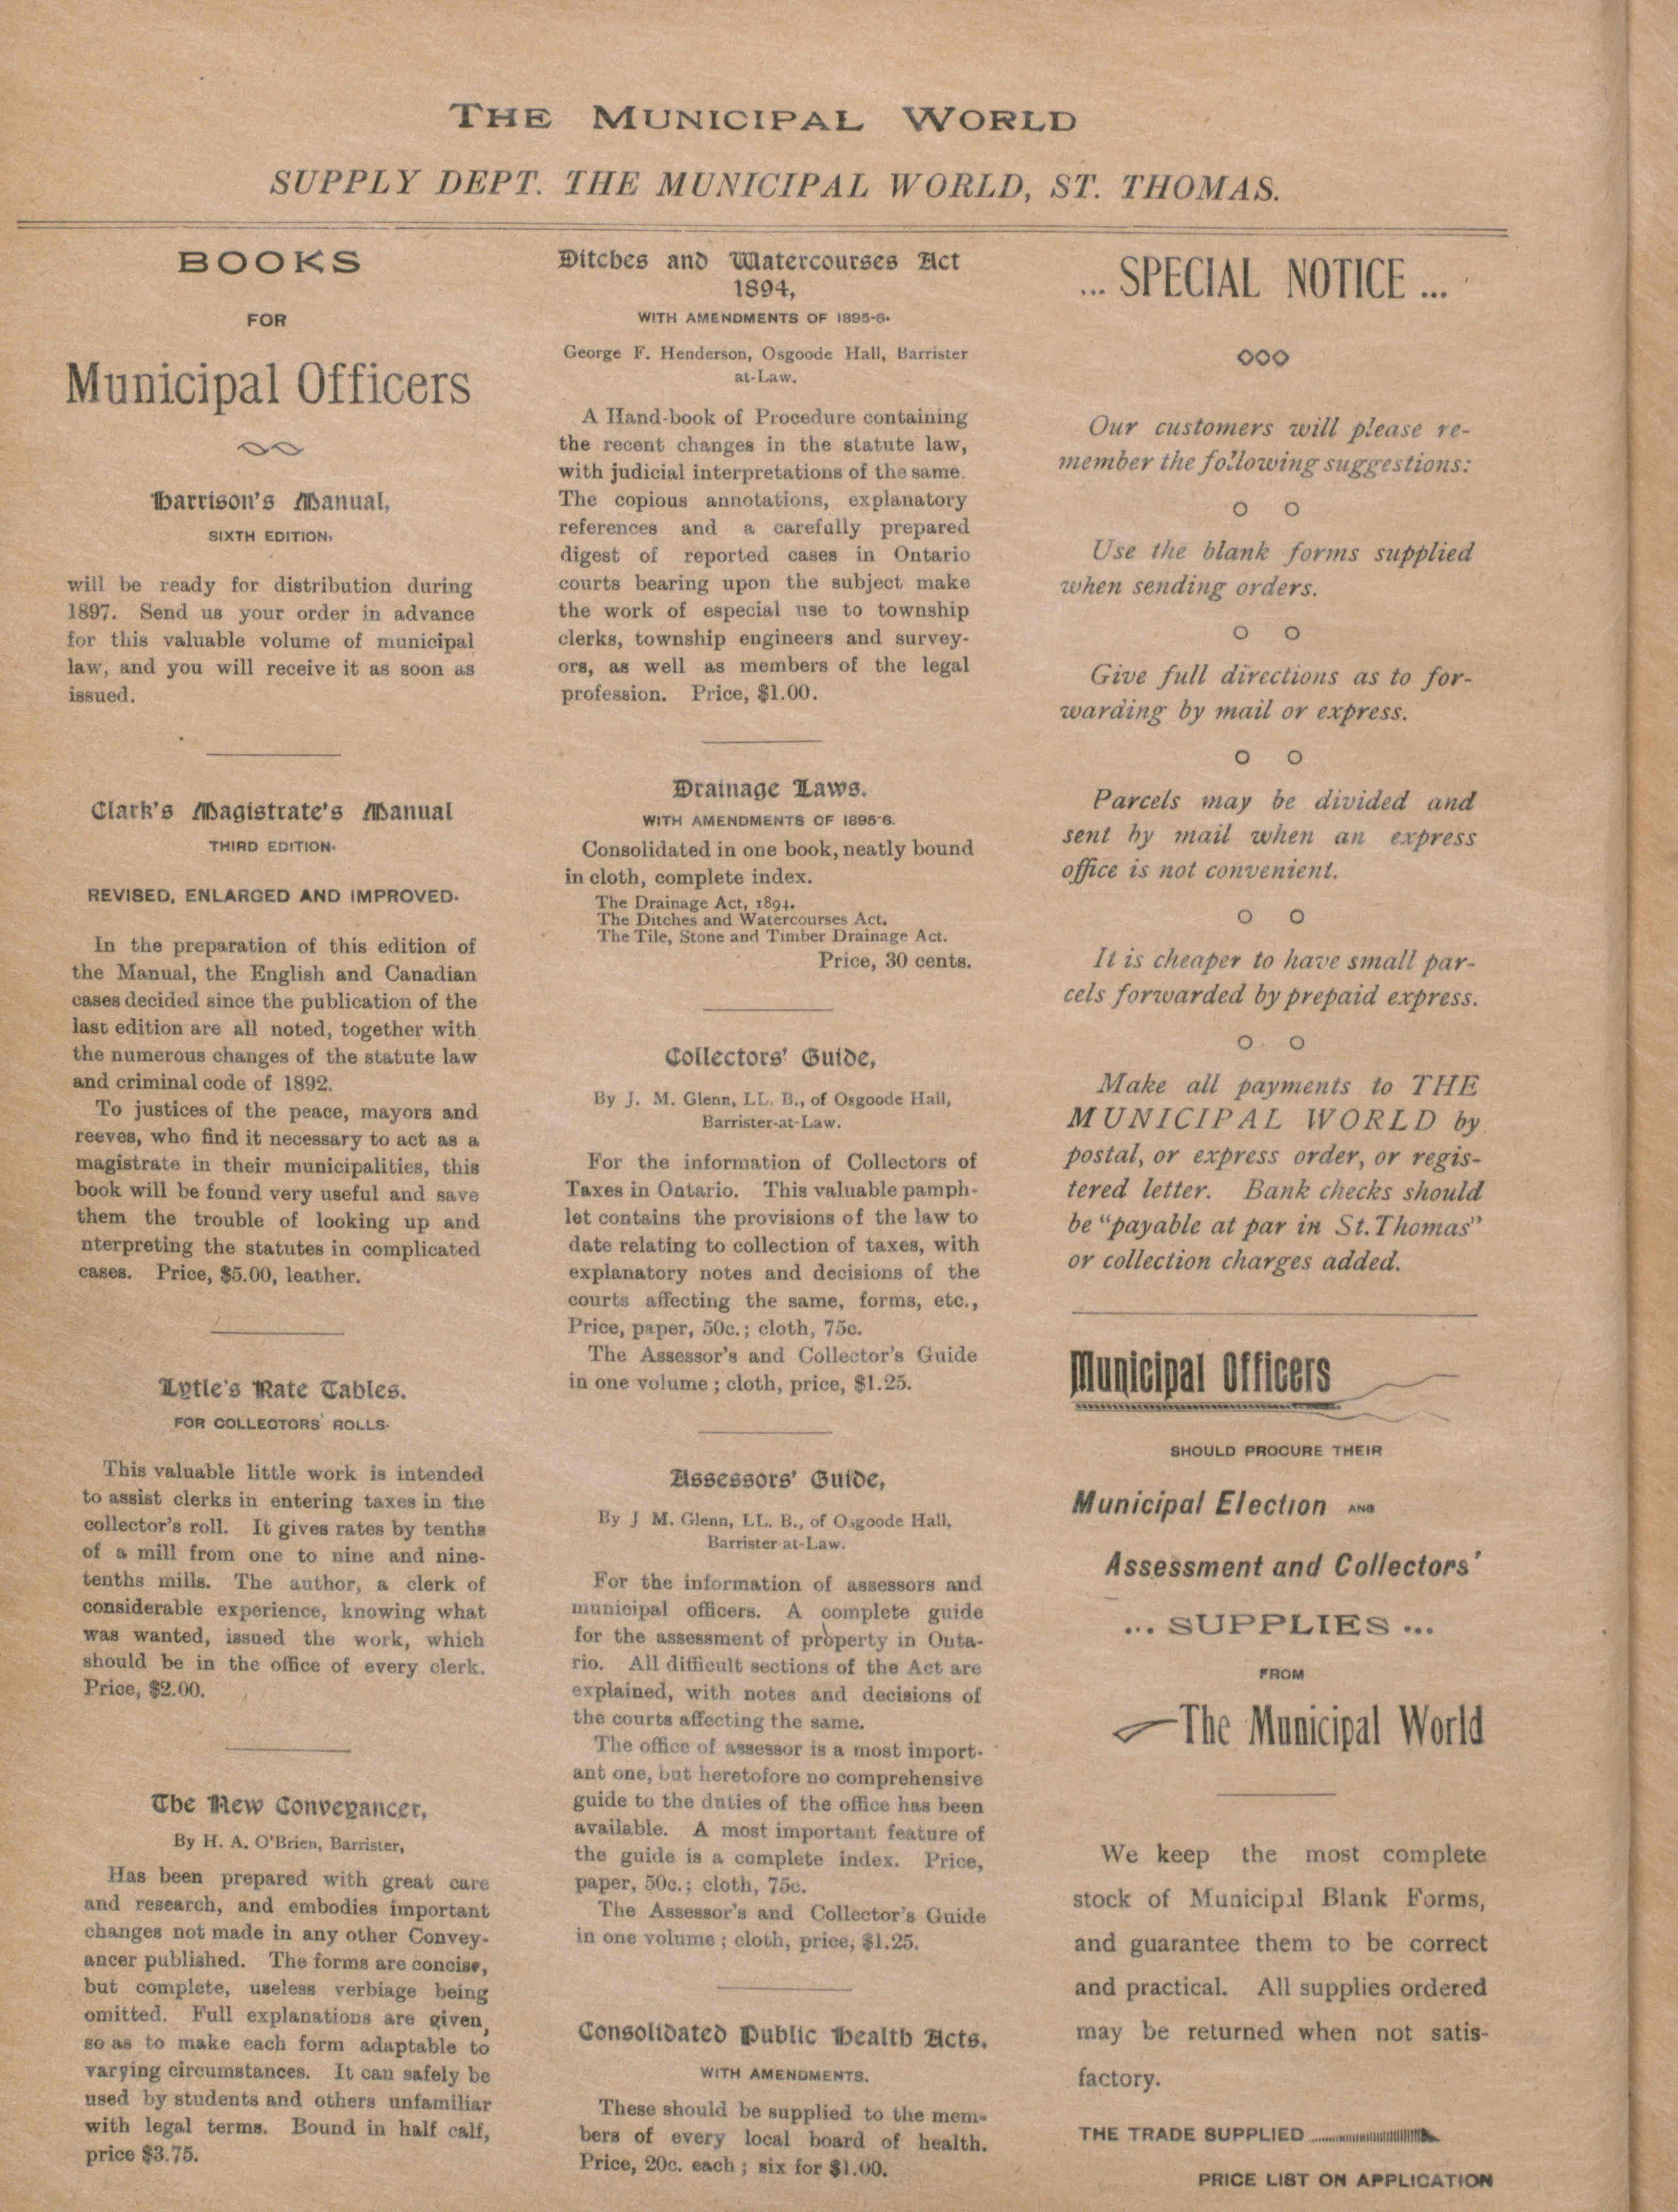 THE MUNICIPAL WORLD
SUPPLY DEPT. THE MUNICIPAL WORLD, ST. THOMAS.
BOOKS
FOR
Municipal Officers
Harrison's Manual,
SIXTH EDITION,
will be ready for distribution during
1897. Send us your order in advance
for this valuable volume of municipal
law, and you will receive it as soon as
issued.
Clark's Magistrate's Manual
THIRD EDITION.
REVISED, ENLARGED AND IMPROVED.
In the preparation of this edition of
the Manual, the English and Canadian
cases decided since the publication of the
last edition are all noted, together with
the numerous changes of the statute law
and criminal code of 1892.
To justices of the peace, mayors and
reeves, who find it necessary to act as a
magistrate in their municipalities, this
book will be found very useful and save
them the trouble of looking up and
nterpreting the statutes in complicated
cases. Price, $5.00, leather.
Lytle's Rate Tables.
FOR COLLECTORS' ROLLS.
This valuable little work is intended
to assist clerks in entering taxes in the
collector's roll. It gives rates by tenths
of a mill from one to nine and nine-
tenths mills. The author, a clerk of
considerable experience, knowing what
was wanted, issued the work, which
should be in the office of every clerk.
Price, $2.00.
The New Conveyancer,
By H. A. O'Brien, Barrister,
Has been prepared with great care
and research, and embodies important
changes not made in any other Convey-
ancer published. The forms are concise,
but complete, useless verbiage being
omitted. Full explanations are given,
so as to make each form adaptable to
varying circumstances. It can safely be
used by students and others unfamiliar
with legal terms. Bound in half calf,
price $3.75.
Ditches and Watercourses Act
1894,
WITH AMENDMENTS OF 1895-6.
George F. Henderson, Osgoode Hall, Barrister
at-Law.
A Hand-book of Procedure containing
the recent changes in the statute law,
with judicial interpretations of the same.
The copious annotations, explanatory
references and a carefully prepared
digest of reported cases in Ontario
courts bearing upon the subject make
the work of especial use to township
clerks, township engineers and survey-
ors, as well as members of the legal
profession. Price, $1.00.
Drainage Laws.
WITH AMENDMENTS OF 1895-6.
Consolidated in one book, neatly bound
in cloth, complete index.
The Drainage Act, 1894.
The Ditches and Watercourses Act.
The Tile, Stone and Timber Drainage Act.
Price, 30 cents.
Collectors' Guide,
By J. M. Glenn, LL. B., of Osgoode Hall,
Barrister-at-Law.
For the information of Collectors of
Taxes in Ontario. This valuable pamph-
let contains the provisions of the law to
date relating to collection of taxes, with
explanatory notes and decisions of the
courts affecting the same, forms, etc.,
Price, paper, 50c.; cloth, 75c.
The Assessor's and Collector's Guide
in one volume; cloth, price, $1.25.
Assessors' Guide,
By J M. Glenn, LL. B., of Osgoode Hall,
Barrister at-Law.
For the information of assessors and
municipal officers. A complete guide
for the assessment of property in Outa-
rio. All difficult sections of the Act are
explained, with notes and decisions of
the courts affecting the same.
The office of assessor is a most import-
ant one, but heretofore no comprehensive
guide to the duties of the office has been
available. A most important feature of
the guide is a complete index. Price,
paper, 50c.; cloth, 75c.
The Assessor's and Collector's Guide
in one volume; cloth, price, $1.25.
Consolidated Public Health Acts.
WITH AMENDMENTS.
These should be supplied to the mem-
bers of every local board of health.
Price, 20c. each; six for $1.00.
... SPECIAL NOTICE ...
Our customers will please re-
member the following suggestions:
Use the blank forms supplied
when sending orders.
Give full directions as to for-
warding by mail or express.
Parcels may be divided and
sent by mail when an express
office is not convenient.
It is cheaper to have small par-
cels forwarded by prepaid express.
Make all payments to THE
MUNICIPAL WORLD by
postal, or express order, or regis-
tered letter. Bank checks should
be "payable at par in St. Thomas"
or collection charges added.
Municipal Officers
SHOULD PROCURE THEIR
Municipal Election AND
Assessment and Collectors'
... SUPPLIES ...
FROM
The Municipal World
We keep the most complete
stock of Municipal Blank Forms,
and guarantee them to be correct
and practical. All supplies ordered
may be returned when not satis-
factory.
THE TRADE SUPPLIED
PRICE LIST ON APPLICATION